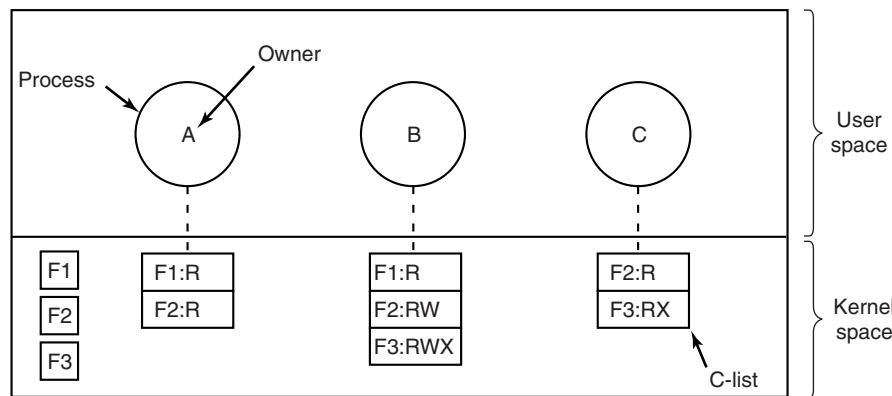 Owner
Process
A
B
C
User
space
F1
F2
F3
F1:R
F2:R
F1:R
F2:RW
F3:RWX
F2:R
F3:RX
C-list
Kernel
space